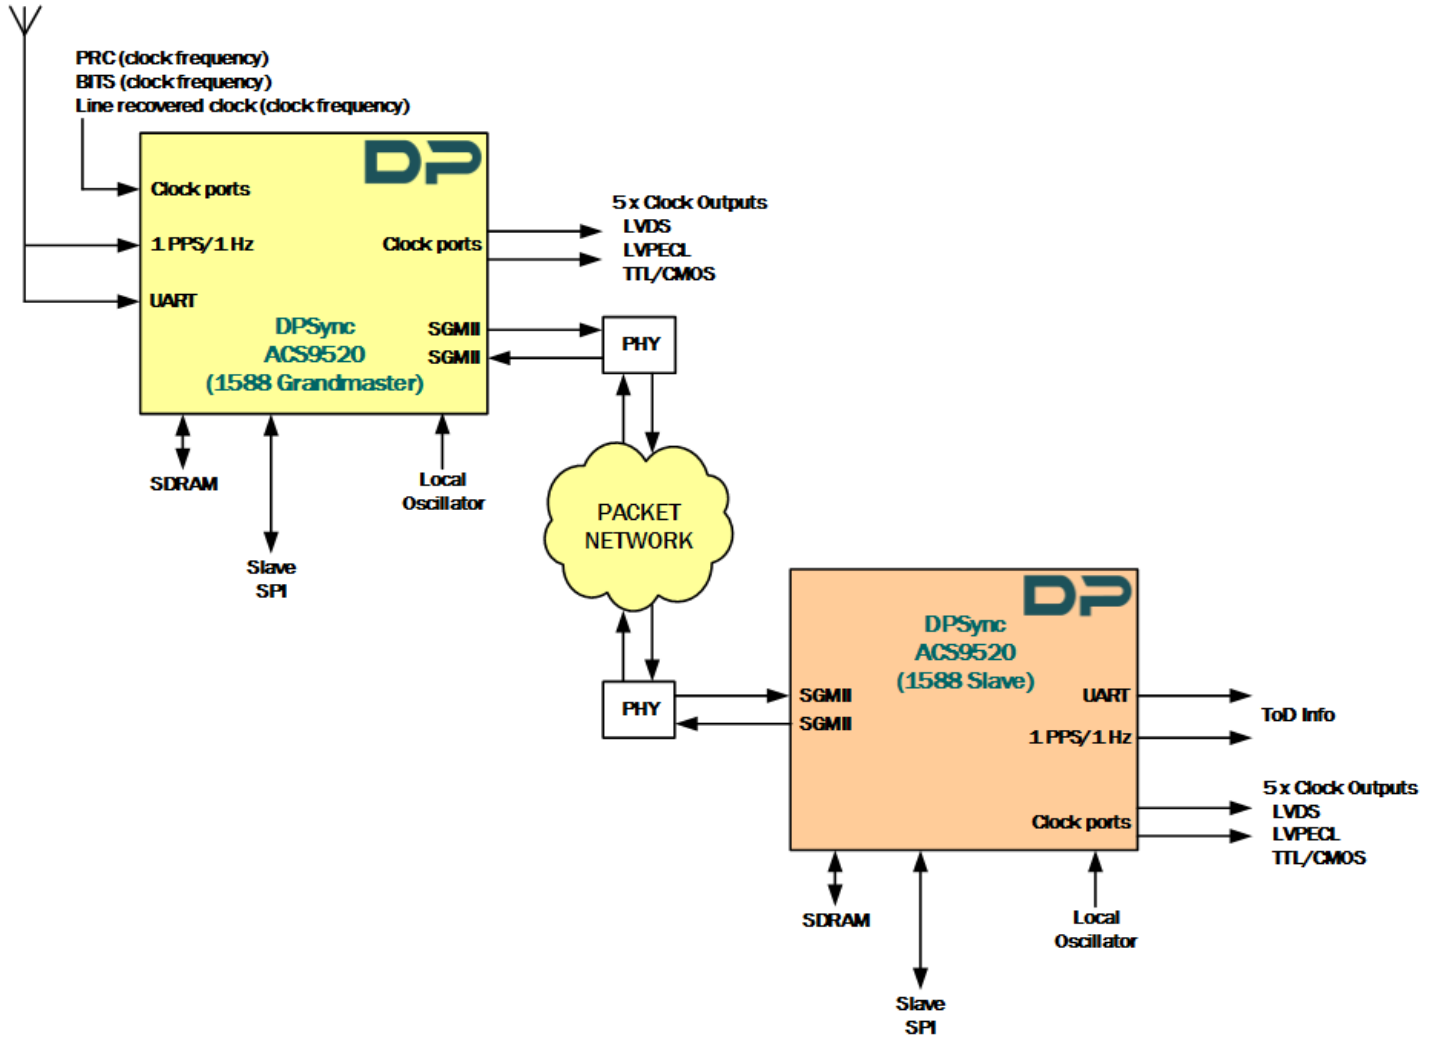 PRC (clock frequency)
BITS (clock frequency)
Line recovered clock (clock frequency)
DP
Clock ports
1 PPS/1 Hz
UART
Clock ports
SGMII
SGMII
DPSync
ACS9520
(1588 Grandmaster)
5 x Clock Outputs
LVDS
LVPECL
TTL/CMOS
PHY
SDRAM
Slave
SPI
Local
Oscillator
PACKET
NETWORK
PHY
DP
DPSync
ACS9520
(1588 Slave)
SGMII
SGMII
UART
1 PPS/1 Hz
Clock ports
ToD Info
5 x Clock Outputs
LVDS
LVPECL
TTL/CMOS
SDRAM
Slave
SPI
Local
Oscillator